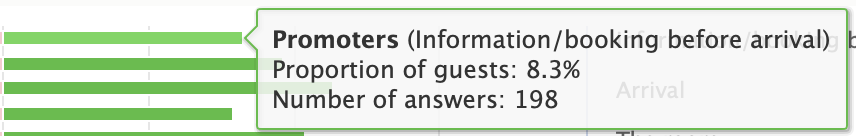 Promoters (Information/booking before arrival)
Proportion of guests: 8.3%
Number of answers: 198
Arrival